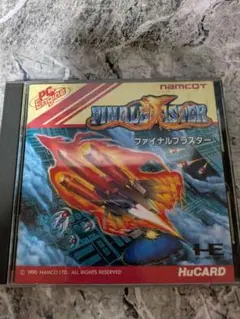 PC Engine
namcot
FINAL BLASTER
ファイナルブラスター
© 1990 NAMCO LTD., ALL RIGHTS RESERVED
HE
HuCARD